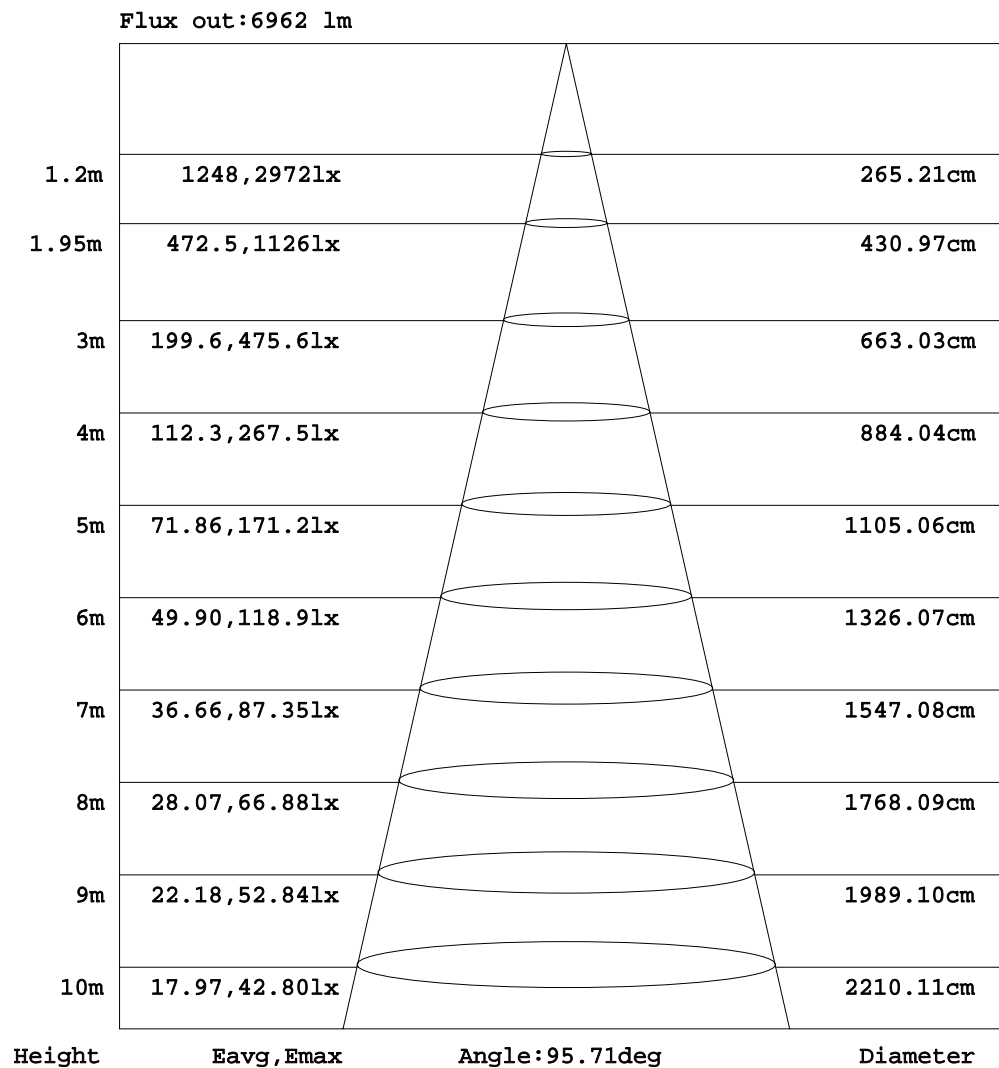 Flux out:6962 lm
1.2m 1248,2972lx 265.21cm
1.95m 472.5,1126lx 430.97cm
3m 199.6,475.6lx 663.03cm
4m 112.3,267.5lx 884.04cm
5m 71.86,171.2lx 1105.06cm
6m 49.90,118.9lx 1326.07cm
7m 36.66,87.35lx 1547.08cm
8m 28.07,66.88lx 1768.09cm
9m 22.18,52.84lx 1989.10cm
10m 17.97,42.80lx 2210.11cm
Height Eavg,Emax Angle:95.71deg Diameter